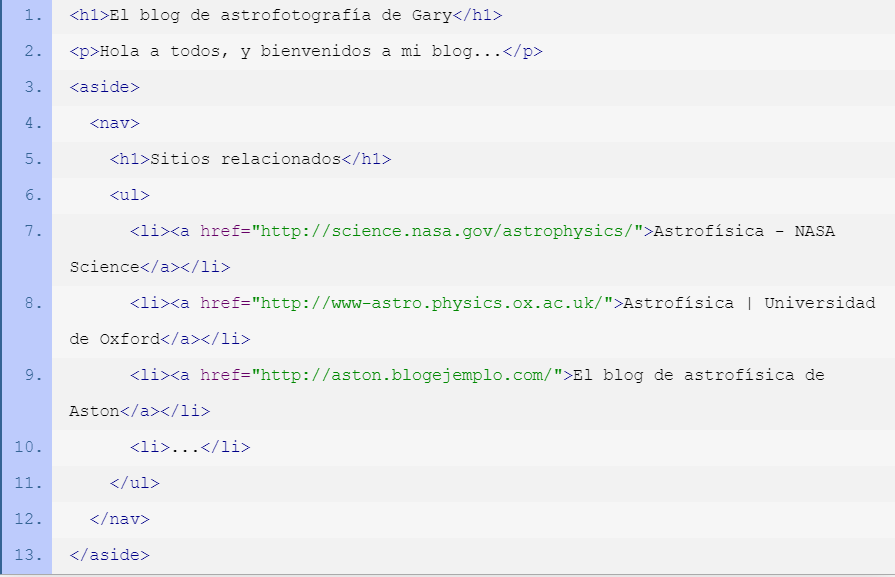 1. <h1>El blog de astrofotografía de Gary</h1>
2. <p>Hola a todos, y bienvenidos a mi blog...</p>
3. <aside>
4.   <nav>
5.     <h1>Sitios relacionados</h1>
6.     <ul>
7.       <li><a href="http://science.nasa.gov/astrophysics/">Astrofísica - NASA
Science</a></li>
8.       <li><a href="http://www-astro.physics.ox.ac.uk/">Astrofísica | Universidad
de Oxford</a></li>
9.       <li><a href="http://aston.blogejemplo.com/">El blog de astrofísica de
Aston</a></li>
10.       <li>...</li>
11.     </ul>
12.   </nav>
13. </aside>